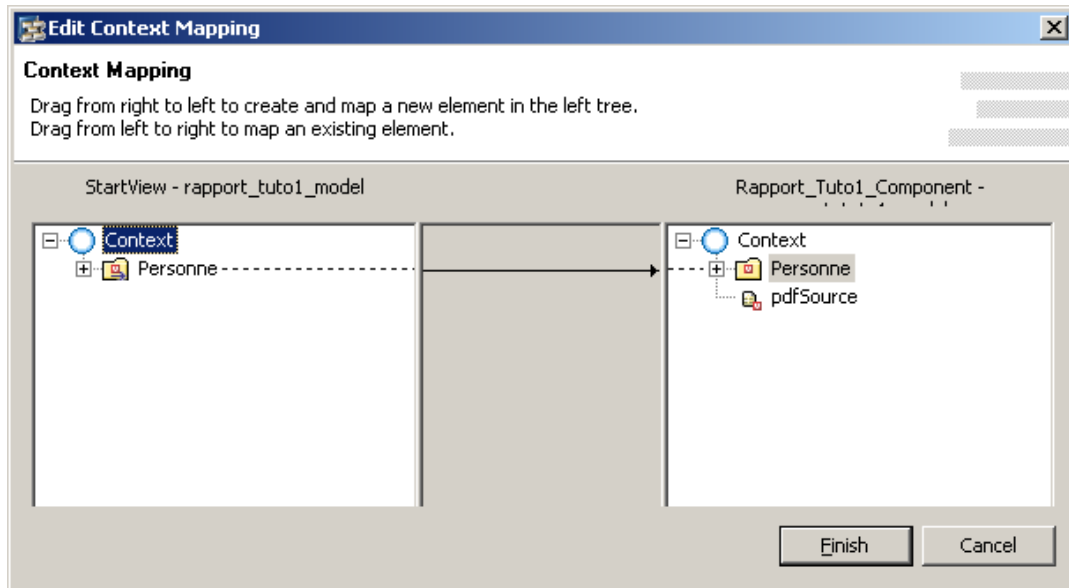 Edit Context Mapping
Context Mapping
Drag from right to left to create and map a new element in the left tree.
Drag from left to right to map an existing element.
StartView - rapport_tuto1_model
Rapport_Tuto1_Component -
Context
Personne
Context
Personne
pdfSource
Finish
Cancel